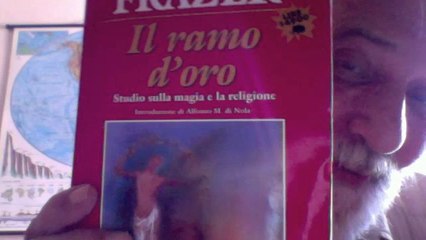 FRAZER
Il ramo
d'oro
Studio sulla magia e la religione
Introduzione di Alfonso M. di Nola